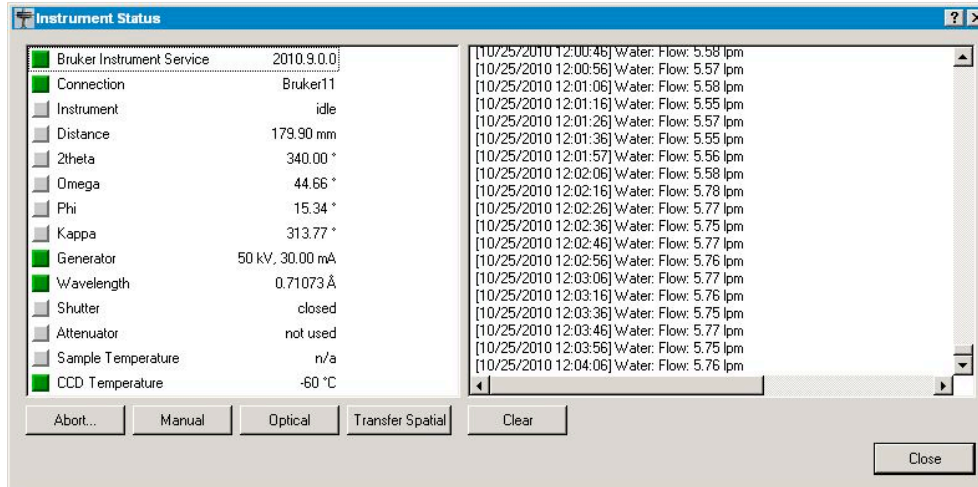 Instrument Status
Bruker Instrument Service 2010.9.0.0
Connection Bruker11
Instrument idle
Distance 179.90 mm
2theta 340.00 °
Omega 44.66 °
Phi 15.34 °
Kappa 313.77 °
Generator 50 kV, 30.00 mA
Wavelength 0.71073 Å
Shutter closed
Attenuator not used
Sample Temperature n/a
CCD Temperature -60 °C
[10/25/2010 12:00:46] Water: Flow: 5.58 lpm
[10/25/2010 12:00:56] Water: Flow: 5.57 lpm
[10/25/2010 12:01:06] Water: Flow: 5.58 lpm
[10/25/2010 12:01:16] Water: Flow: 5.55 lpm
[10/25/2010 12:01:26] Water: Flow: 5.57 lpm
[10/25/2010 12:01:36] Water: Flow: 5.55 lpm
[10/25/2010 12:01:57] Water: Flow: 5.56 lpm
[10/25/2010 12:02:06] Water: Flow: 5.58 lpm
[10/25/2010 12:02:16] Water: Flow: 5.78 lpm
[10/25/2010 12:02:26] Water: Flow: 5.77 lpm
[10/25/2010 12:02:36] Water: Flow: 5.75 lpm
[10/25/2010 12:02:46] Water: Flow: 5.77 lpm
[10/25/2010 12:02:56] Water: Flow: 5.76 lpm
[10/25/2010 12:03:06] Water: Flow: 5.77 lpm
[10/25/2010 12:03:16] Water: Flow: 5.76 lpm
[10/25/2010 12:03:36] Water: Flow: 5.75 lpm
[10/25/2010 12:03:46] Water: Flow: 5.77 lpm
[10/25/2010 12:03:56] Water: Flow: 5.75 lpm
[10/25/2010 12:04:06] Water: Flow: 5.76 lpm
Abort... Manual Optical Transfer Spatial Clear
Close